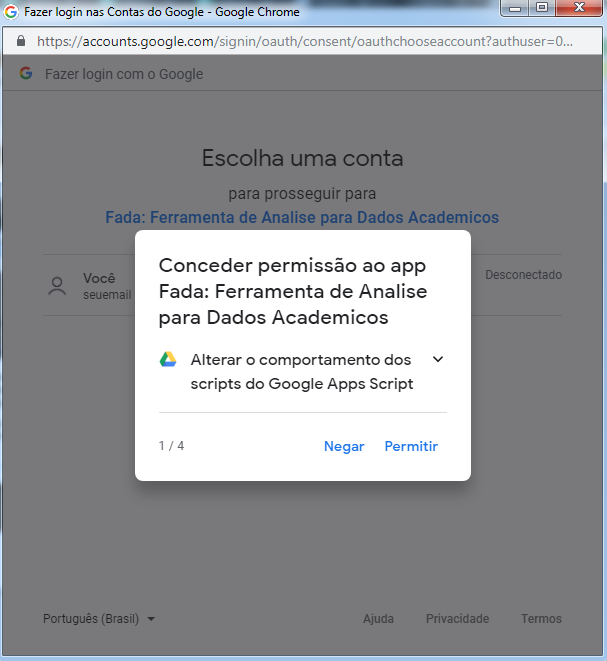 Fazer login nas Contas do Google - Google Chrome
https://accounts.google.com/signin/oauth/consent/oauthchooseaccount?authuser=0...
Fazer login com o Google
Escolha uma conta
para prosseguir para
Fada: Ferramenta de Analise para Dados Academicos
Conceder permissão ao app
Fada: Ferramenta de Analise
para Dados Academicos
Você
Desconectado
seuemail
Alterar o comportamento dos
scripts do Google Apps Script
1 / 4
Negar
Permitir
Português (Brasil)
Ajuda
Privacidade
Termos